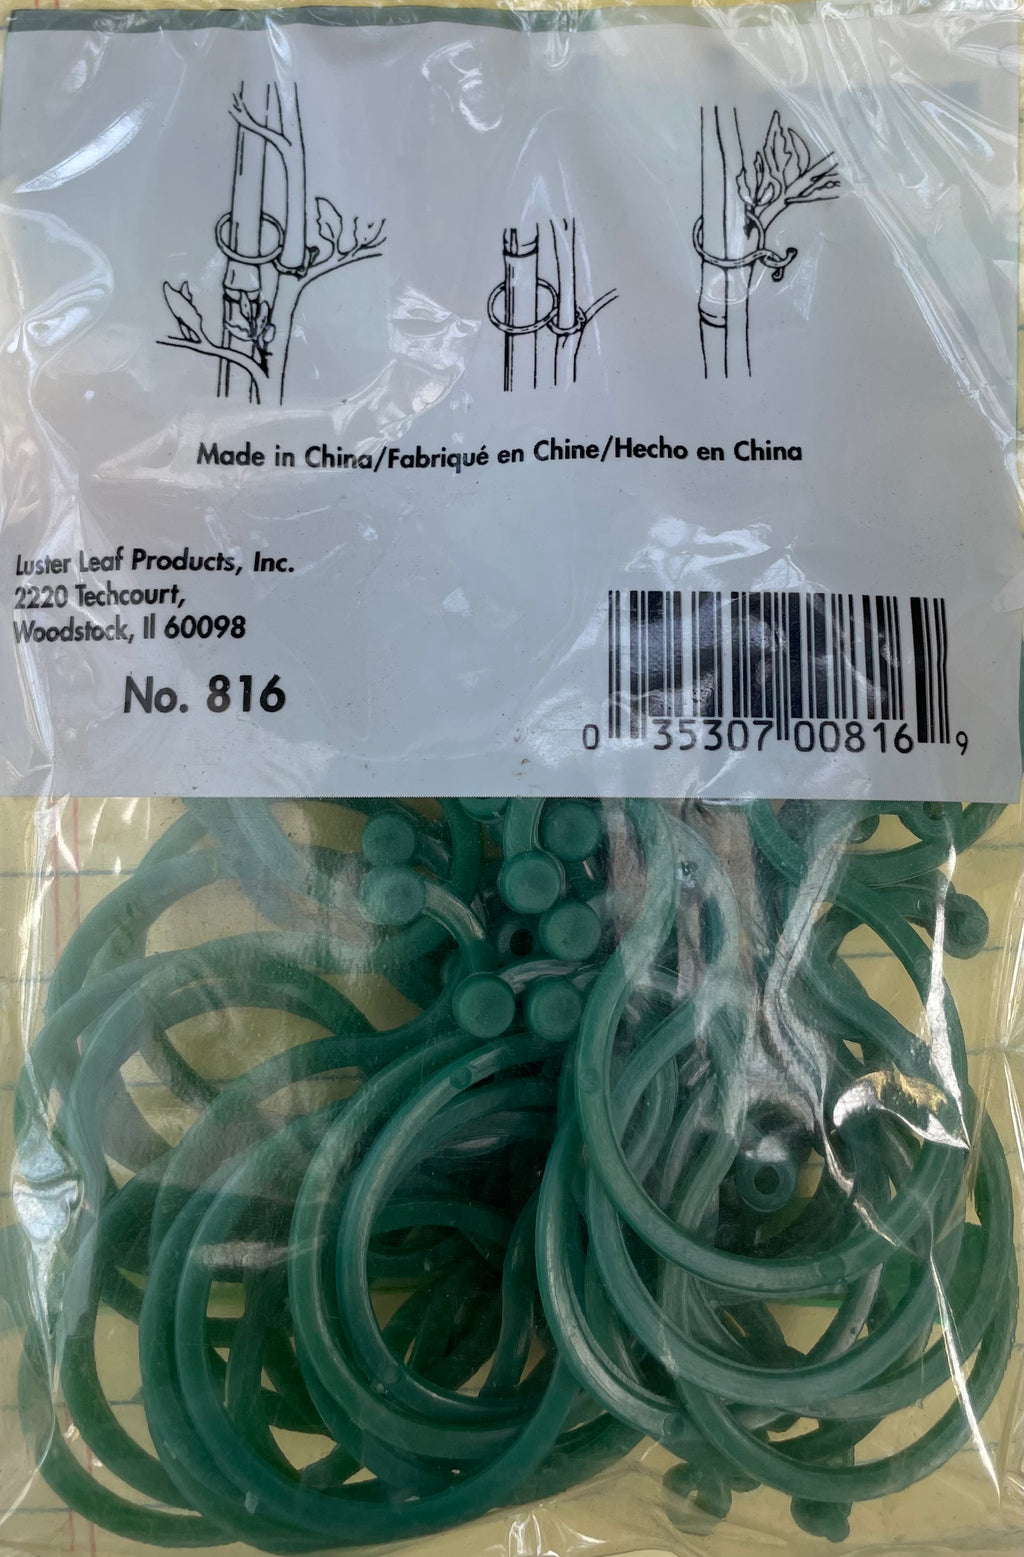 Made in China/Fabriqué en Chine/Hecho en China
Luster Leaf Products, Inc.
2220 Techcourt,
Woodstock, Il 60098
No. 816
0 35307 00816 9